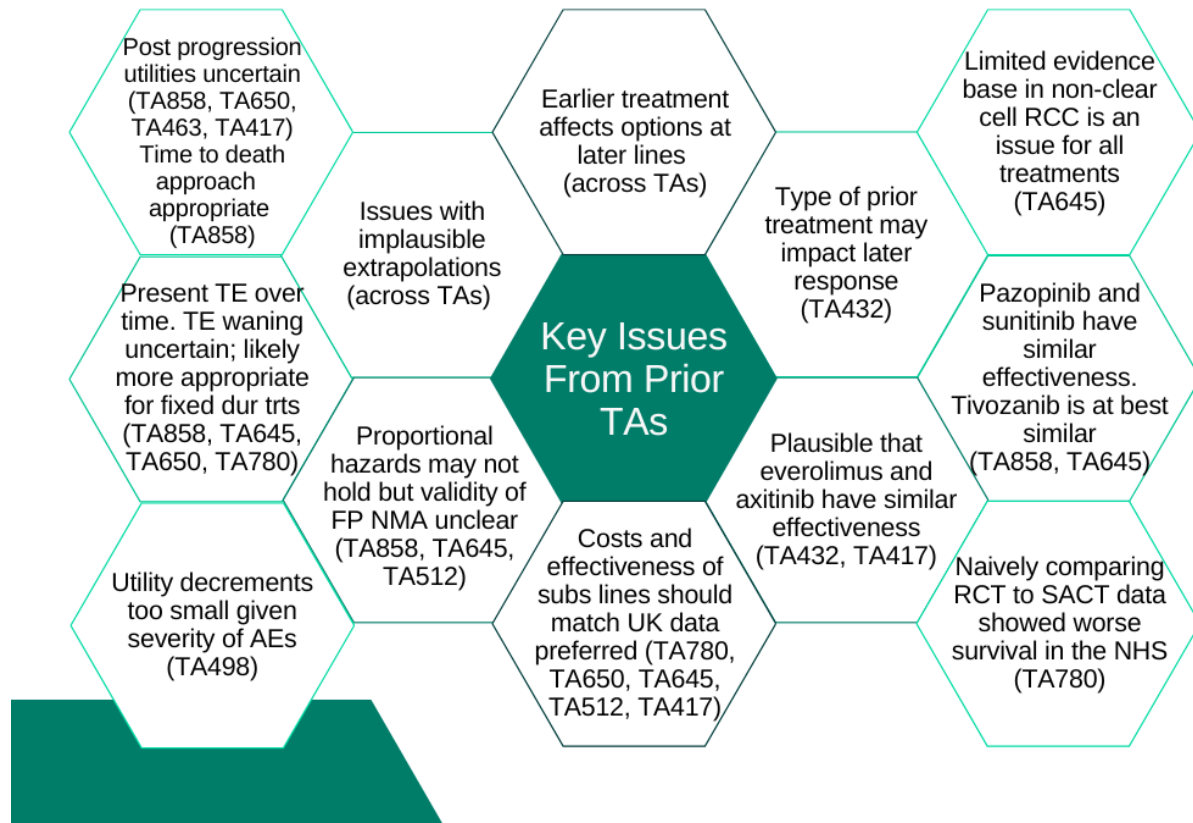 Post progression
utilities uncertain
(TA858, TA650,
TA463, TA417)
Time to death
approach
appropriate
(TA858)
Earlier treatment
affects options at
later lines
(across TAs)
Limited evidence
base in non-clear
cell RCC is an
issue for all
treatments
(TA645)
Issues with
implausible
extrapolations
(across TAs)
Type of prior
treatment may
impact later
response
(TA432)
Present TE over
time. TE waning
uncertain; likely
more appropriate
for fixed dur trts
(TA858, TA645,
TA650, TA780)
Key Issues
From Prior
TAs
Pazopinib and
sunitinib have
similar
effectiveness.
Tivozanib is at best
similar
(TA858, TA645)
Proportional
hazards may not
hold but validity of
FP NMA unclear
(TA858, TA645,
TA512)
Plausible that
everolimus and
axitinib have similar
effectiveness
(TA432, TA417)
Utility decrements
too small given
severity of AEs
(TA498)
Costs and
effectiveness of
subs lines should
match UK data
preferred (TA780,
TA650, TA645,
TA512, TA417)
Naively comparing
RCT to SACT data
showed worse
survival in the NHS
(TA780)